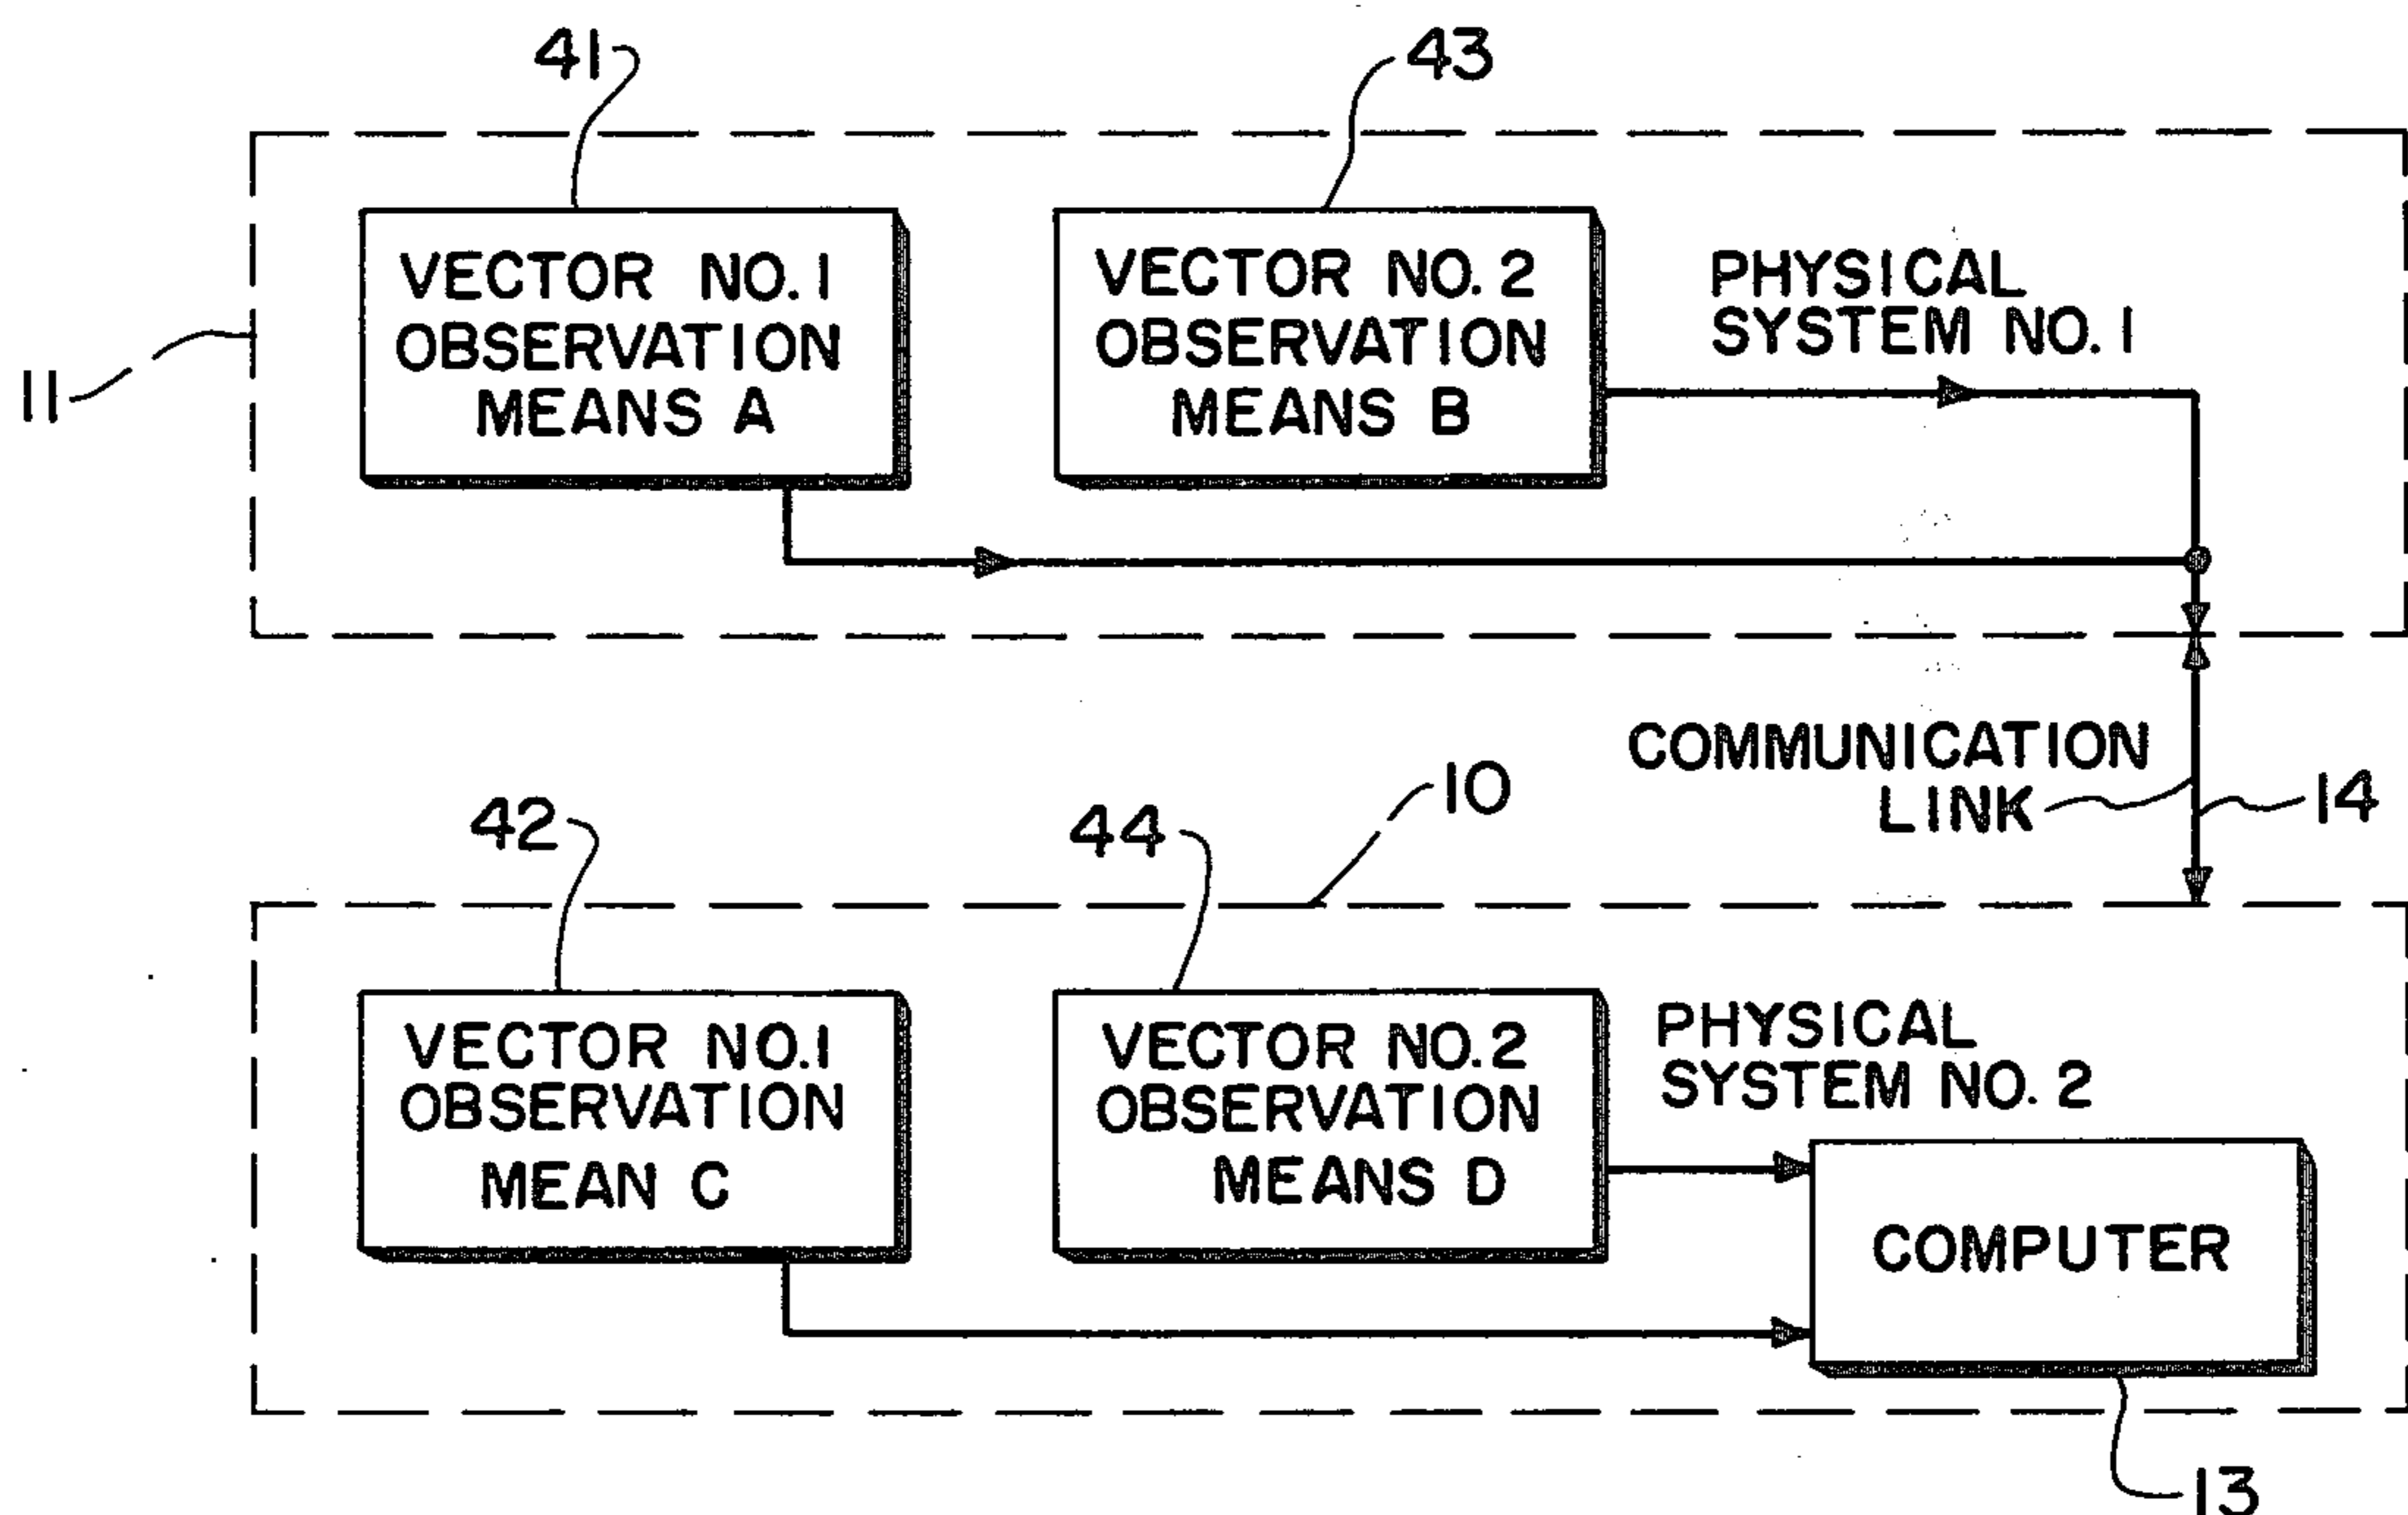 41
43
VECTOR NO. 1
OBSERVATION
MEANS A
VECTOR NO. 2
OBSERVATION
MEANS B
PHYSICAL
SYSTEM NO. 1
11
COMMUNICATION
LINK
14
10
42
44
VECTOR NO. 1
OBSERVATION
MEAN C
VECTOR NO. 2
OBSERVATION
MEANS D
PHYSICAL
SYSTEM NO. 2
COMPUTER
13